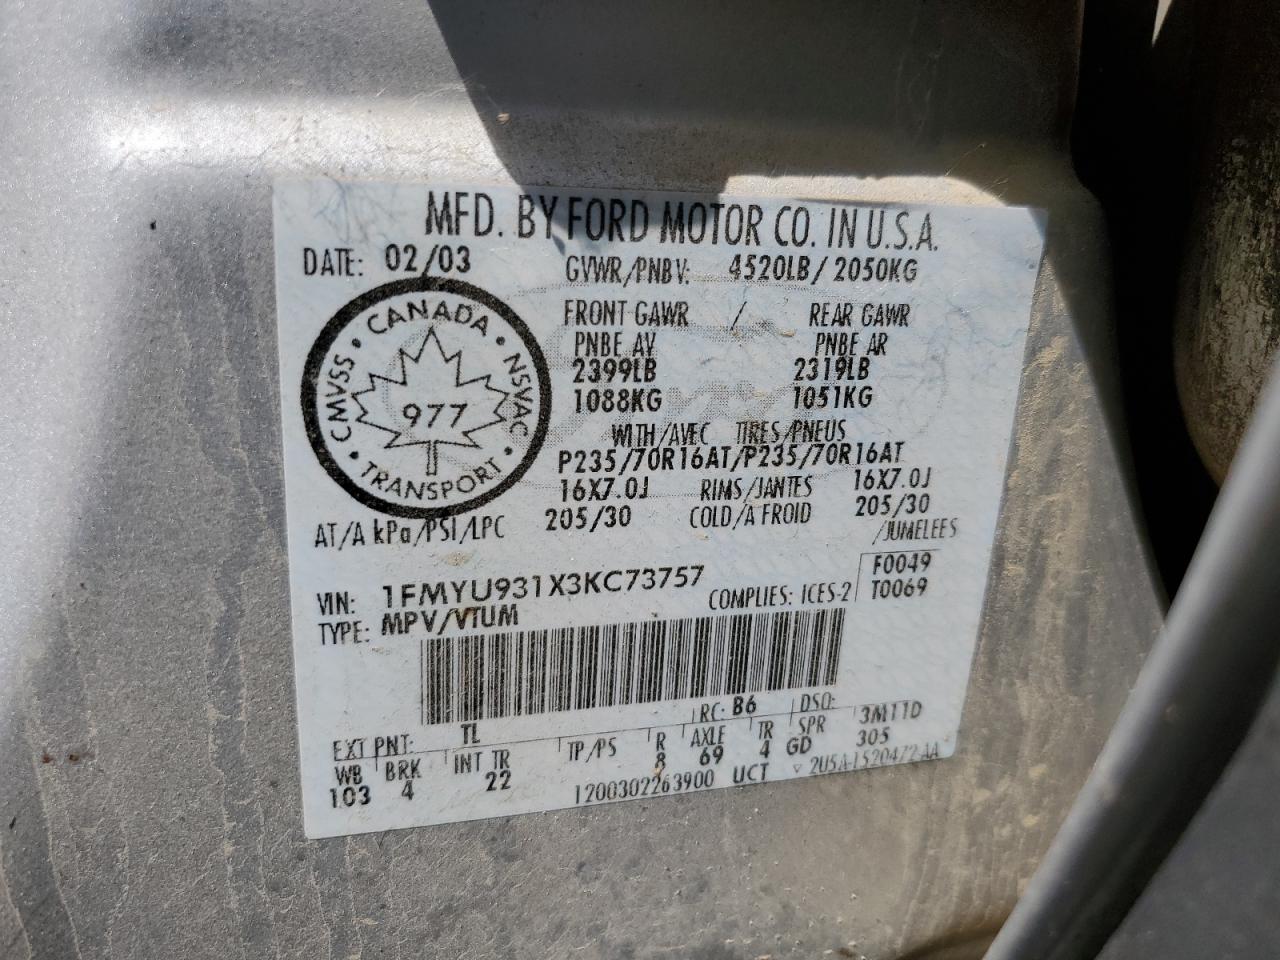 MFD. BY FORD MOTOR CO. IN U.S.A.
DATE: 02/03 GVWR/PNBV: 4520LB/2050KG
FRONT GAWR / REAR GAWR
PNBE AV PNBE AR
2399LB 2319LB
1088KG 1051KG
CMVSS • CANADA • NSVAC • TRANSPORT •
977
WITH/AVEC TIRES/PNEUS
P235/70R16AT/P235/70R16AT
16X7.0J RIMS/JANTES 16X7.0J
AT/A kPa/PSI/LPC 205/30 COLD/A FROID 205/30
/JUMELEES
VIN: 1FMYU931X3KC73757 F0049
TYPE: MPV/VTUM COMPLIES: ICES-2 T0069
RC: B6 DSO:
EXT PNT: TL 3M11D
WB BRK INT TR TP/PS R AXLE TR SPR
103 4 22 8 69 4 GD 305
1200302263900 UCT